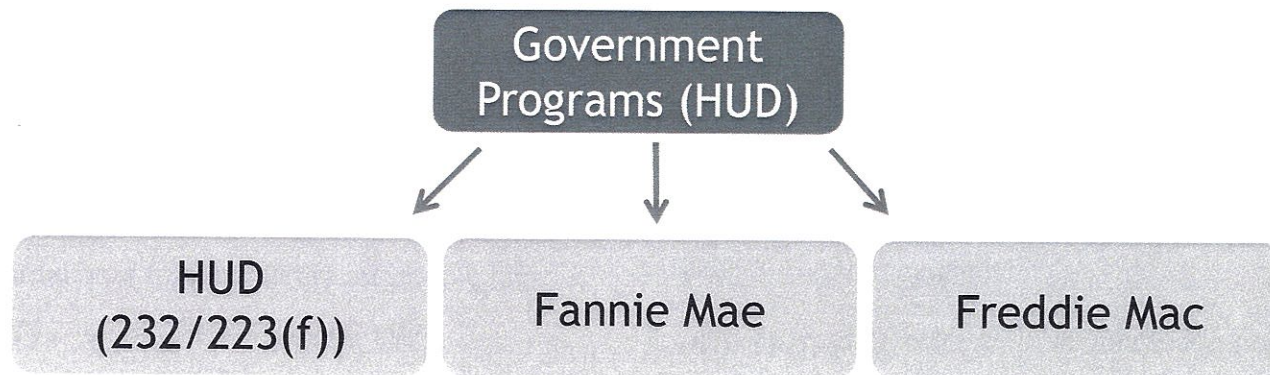 Government
Programs (HUD)
HUD
(232/223(f))
Fannie Mae
Freddie Mac